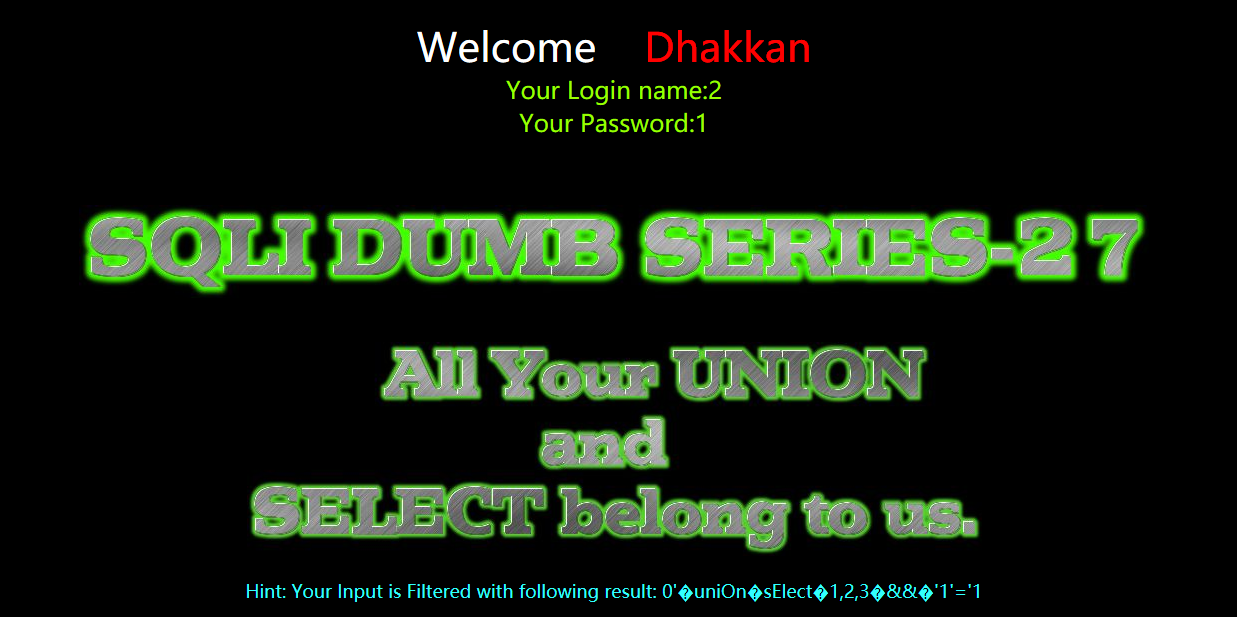 Welcome Dhakkan
Your Login name:2
Your Password:1
SQLI DUMB SERIES-27
All Your UNION
and
SELECT belong to us.
Hint: Your Input is Filtered with following result: 0'�uniOn�sElect�1,2,3�&&�'1'='1